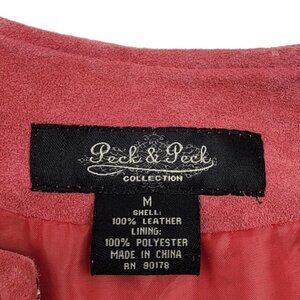 Peck & Peck
COLLECTION
M
SHELL:
100% LEATHER
LINING:
100% POLYESTER
MADE IN CHINA
RN 90178